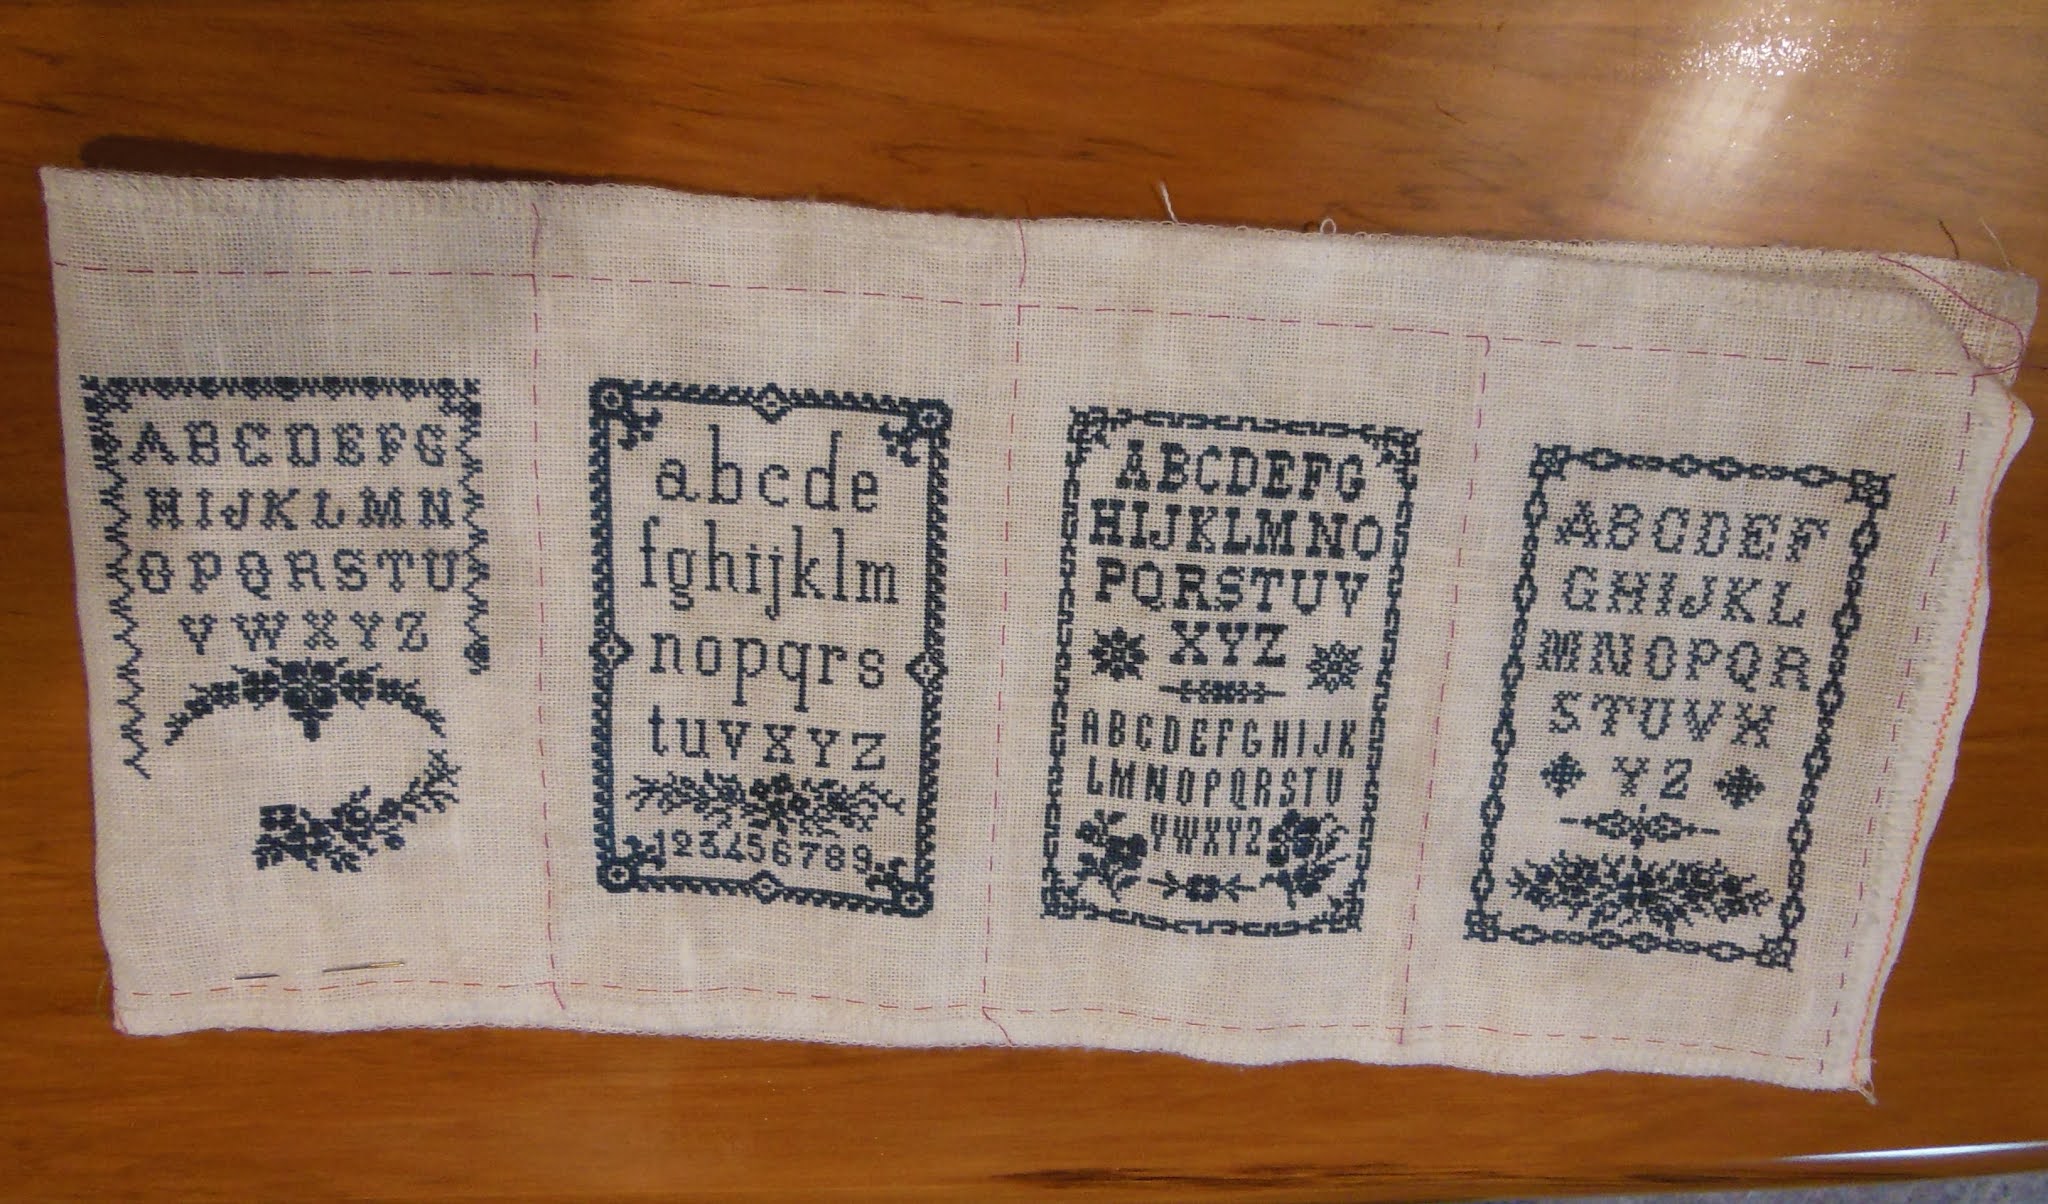 ABCDEFG
HIJKLMN
OPQRSTU
VWXYZ
abcde
fghijklm
nopqrs
tuvxyz
123456789
ABCDEFG
HIJKLMNO
PQRSTUV
XYZ
ABCDEFGHIJK
LMNOPQRSTU
VWXYZ
ABCDEF
GHIJKL
MNOPQR
STUVX
YZ